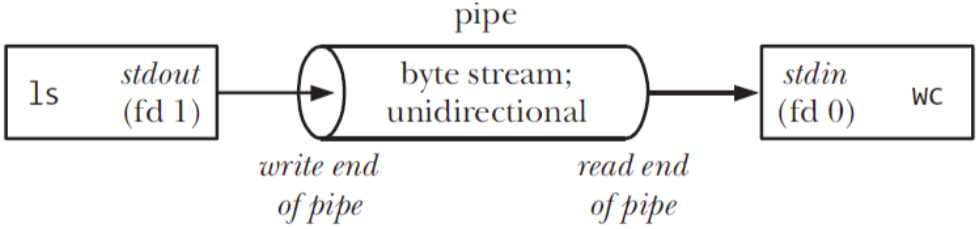 pipe
ls
stdout
(fd 1)
byte stream;
unidirectional
stdin
(fd 0)
wc
write end
of pipe
read end
of pipe